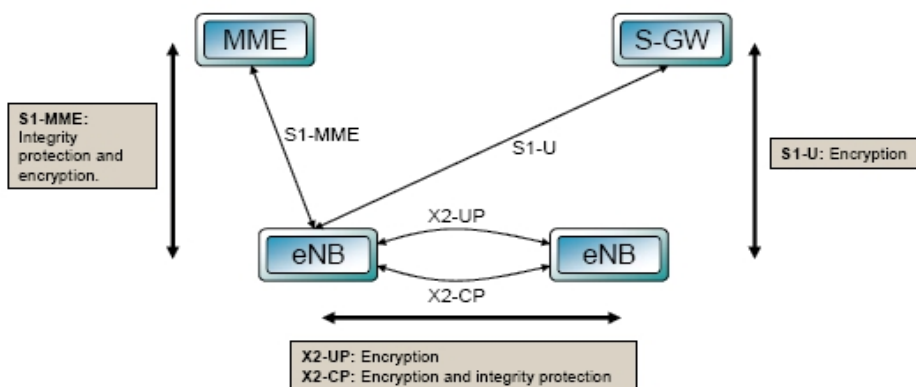 MME
S-GW
S1-MME:
Integrity
protection and
encryption.
S1-MME
S1-U
S1-U: Encryption
X2-UP
eNB
eNB
X2-CP
X2-UP: Encryption
X2-CP: Encryption and integrity protection